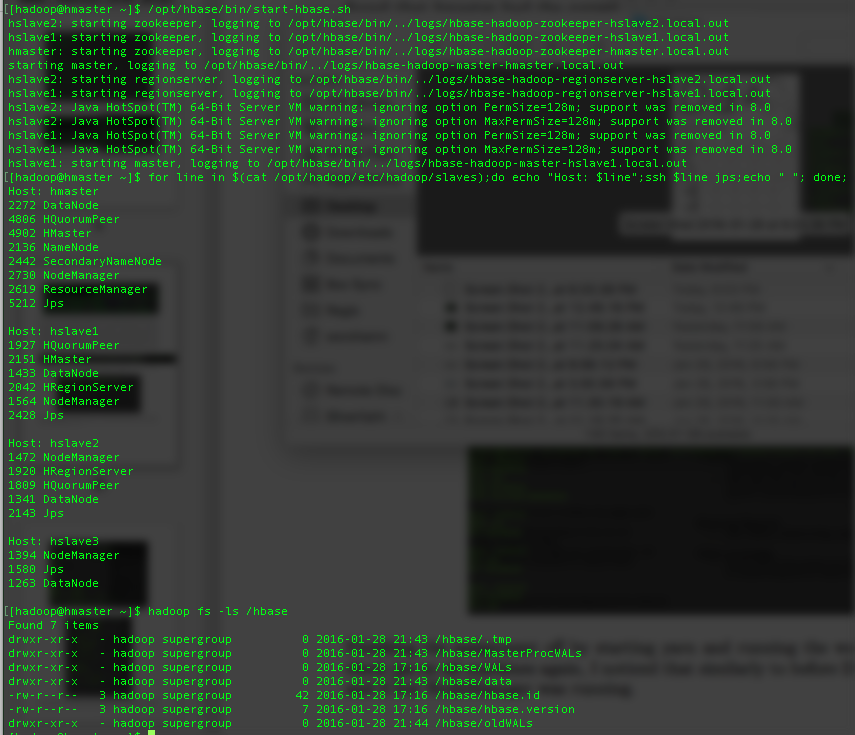 [[hadoop@hmaster ~]$ /opt/hbase/bin/start-hbase.sh
hslave2: starting zookeeper, logging to /opt/hbase/bin/../logs/hbase-hadoop-zookeeper-hslave2.local.out
hslave1: starting zookeeper, logging to /opt/hbase/bin/../logs/hbase-hadoop-zookeeper-hslave1.local.out
hmaster: starting zookeeper, logging to /opt/hbase/bin/../logs/hbase-hadoop-zookeeper-hmaster.local.out
starting master, logging to /opt/hbase/bin/../logs/hbase-hadoop-master-hmaster.local.out
hslave2: starting regionserver, logging to /opt/hbase/bin/../logs/hbase-hadoop-regionserver-hslave2.local.out
hslave1: starting regionserver, logging to /opt/hbase/bin/../logs/hbase-hadoop-regionserver-hslave1.local.out
hslave2: Java HotSpot(TM) 64-Bit Server VM warning: ignoring option PermSize=128m; support was removed in 8.0
hslave2: Java HotSpot(TM) 64-Bit Server VM warning: ignoring option MaxPermSize=128m; support was removed in 8.0
hslave1: Java HotSpot(TM) 64-Bit Server VM warning: ignoring option PermSize=128m; support was removed in 8.0
hslave1: Java HotSpot(TM) 64-Bit Server VM warning: ignoring option MaxPermSize=128m; support was removed in 8.0
hslave1: starting master, logging to /opt/hbase/bin/../logs/hbase-hadoop-master-hslave1.local.out
[[hadoop@hmaster ~]$ for line in $(cat /opt/hadoop/etc/hadoop/slaves);do echo "Host: $line";ssh $line jps;echo " "; done;
Host: hmaster
2272 DataNode
4806 HQuorumPeer
4902 HMaster
2136 NameNode
2442 SecondaryNameNode
2730 NodeManager
2619 ResourceManager
5212 Jps
Host: hslave1
1927 HQuorumPeer
2151 HMaster
1433 DataNode
2042 HRegionServer
1564 NodeManager
2428 Jps
Host: hslave2
1472 NodeManager
1920 HRegionServer
1809 HQuorumPeer
1341 DataNode
2143 Jps
Host: hslave3
1394 NodeManager
1580 Jps
1263 DataNode
[[hadoop@hmaster ~]$ hadoop fs -ls /hbase
Found 7 items
drwxr-xr-x   - hadoop supergroup          0 2016-01-28 21:43 /hbase/.tmp
drwxr-xr-x   - hadoop supergroup          0 2016-01-28 21:43 /hbase/MasterProcWALs
drwxr-xr-x   - hadoop supergroup          0 2016-01-28 17:16 /hbase/WALs
drwxr-xr-x   - hadoop supergroup          0 2016-01-28 21:43 /hbase/data
-rw-r--r--   3 hadoop supergroup         42 2016-01-28 17:16 /hbase/hbase.id
-rw-r--r--   3 hadoop supergroup          7 2016-01-28 17:16 /hbase/hbase.version
drwxr-xr-x   - hadoop supergroup          0 2016-01-28 21:44 /hbase/oldWALs
[hadoop@hmaster ~]$